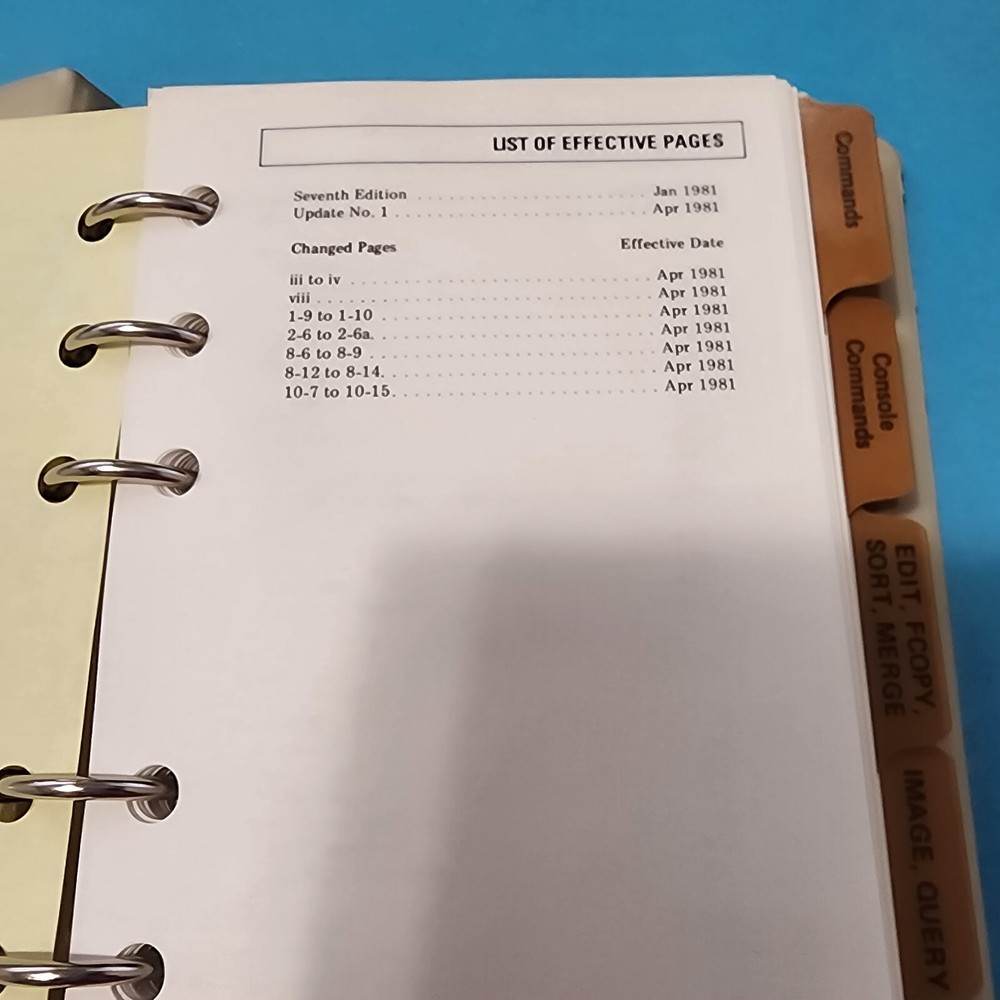 LIST OF EFFECTIVE PAGES
Seventh Edition . . . . . . . . . . . . . . . . . . . . . . . . . Jan 1981
Update No. 1 . . . . . . . . . . . . . . . . . . . . . . . . . . . Apr 1981
Changed Pages Effective Date
iii to iv . . . . . . . . . . . . . . . . . . . . . . . . . . . . . . . . Apr 1981
viii . . . . . . . . . . . . . . . . . . . . . . . . . . . . . . . . . . . Apr 1981
1-9 to 1-10 . . . . . . . . . . . . . . . . . . . . . . . . . . . . . Apr 1981
2-6 to 2-6a. . . . . . . . . . . . . . . . . . . . . . . . . . . . . . Apr 1981
8-6 to 8-9 . . . . . . . . . . . . . . . . . . . . . . . . . . . . . . Apr 1981
8-12 to 8-14. . . . . . . . . . . . . . . . . . . . . . . . . . . . Apr 1981
10-7 to 10-15. . . . . . . . . . . . . . . . . . . . . . . . . . . Apr 1981
Commands
Console
Commands
EDIT, FCOPY,
SORT, MERGE
IMAGE, QUERY